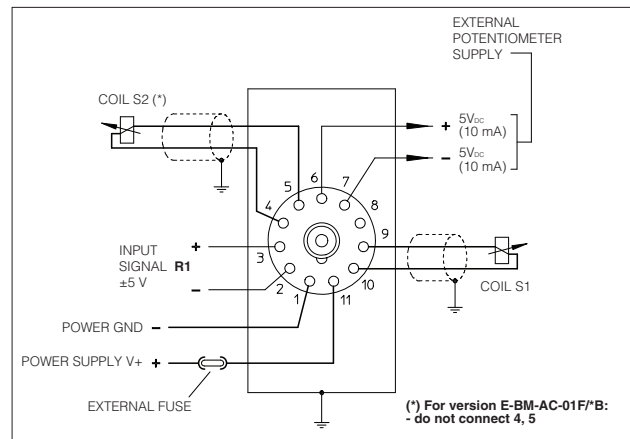 EXTERNAL
POTENTIOMETER
SUPPLY
COIL S2 (*)
+ 5VDC
(10 mA)
− 5VDC
(10 mA)
6
5 7
4 8
3 9
2 10
1 11
INPUT
SIGNAL R1
±5 V
+
−
COIL S1
POWER GND −
POWER SUPPLY V+ +
EXTERNAL FUSE
(*) For version E-BM-AC-01F/*B:
- do not connect 4, 5